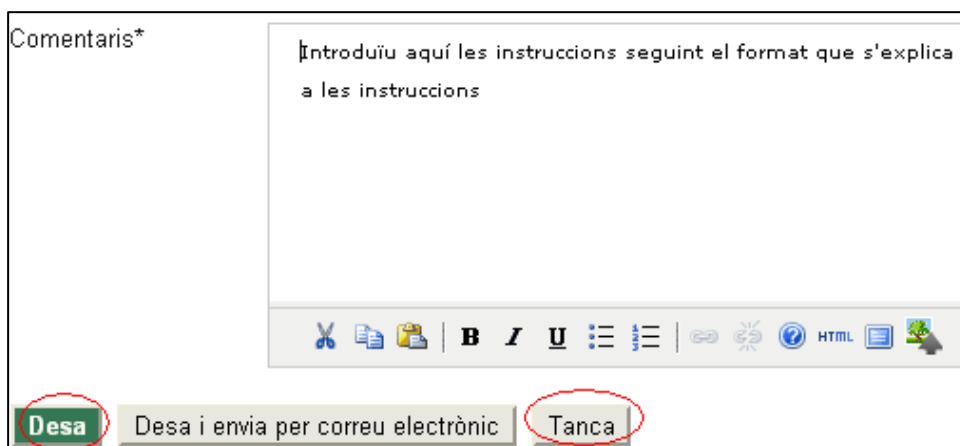 Comentaris*
Introduïu aquí les instruccions seguint el format que s'explica
a les instruccions
B I U HTML
Desa Desa i envia per correu electrònic Tanca